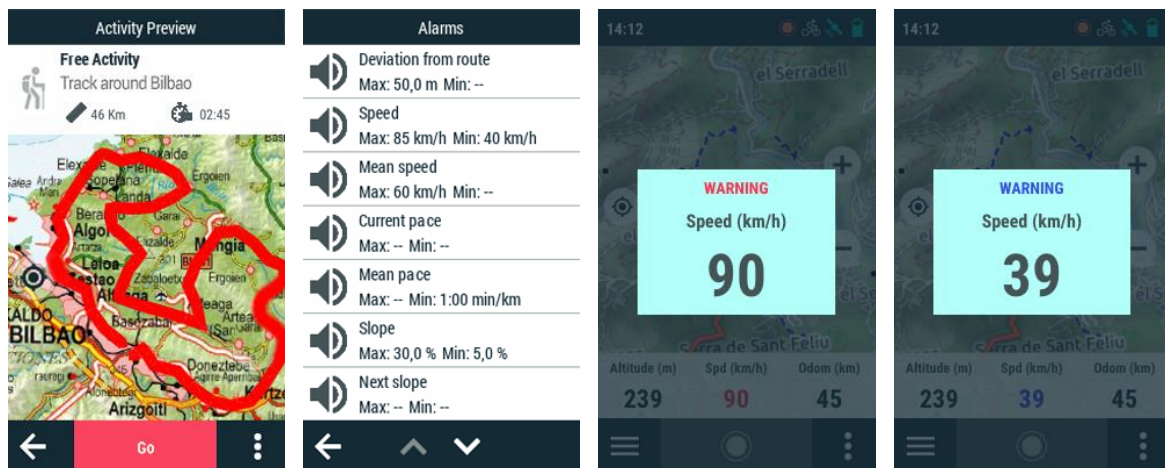 Activity Preview
Free Activity
Track around Bilbao
46 Km 02:45
Ergoien
Garai
BILBAO
Arizgoiti
Go
Alarms
Deviation from route
Max: 50,0 m Min: --
Speed
Max: 85 km/h Min: 40 km/h
Mean speed
Max: 60 km/h Min: --
Current pace
Max: -- Min: --
Mean pace
Max: -- Min: 1:00 min/km
Slope
Max: 30,0 % Min: 5,0 %
Next slope
Max: -- Min: --
14:12
el Serradell
+
WARNING
Speed (km/h)
90
Serra de Sant Feliu
Altitude (m) Spd (km/h) Odom (km)
239 90 45
14:12
el Serradell
+
WARNING
Speed (km/h)
39
Serra de Sant Feliu
Altitude (m) Spd (km/h) Odom (km)
239 39 45